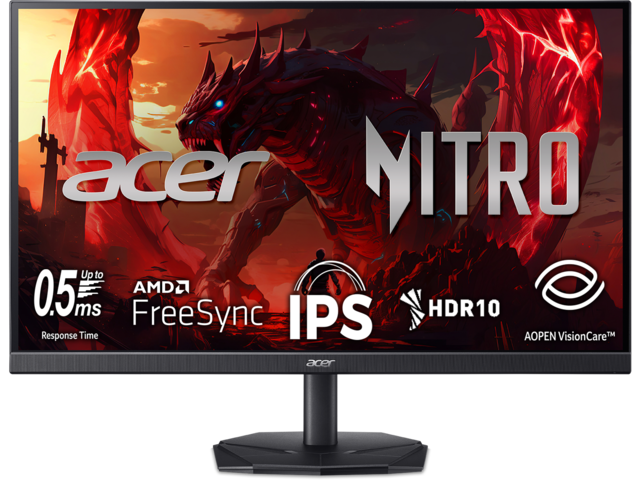 acer NITRO
Up to
0.5ms
Response Time
AMD
FreeSync
IPS
HDR10
AOPEN VisionCare™
acer